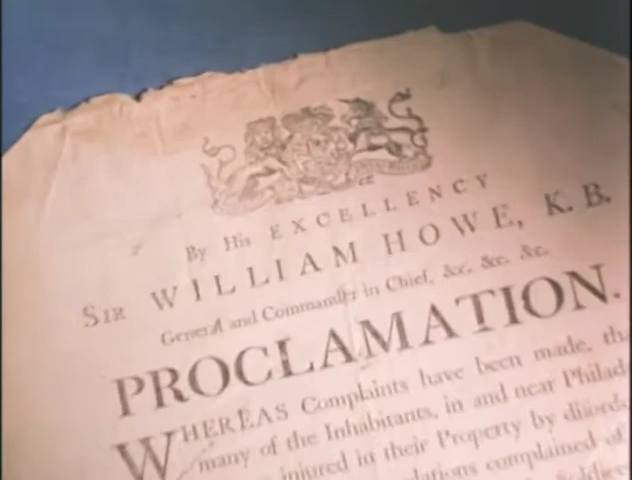 By His EXCELLENCY
SIR WILLIAM HOWE, K. B.
General and Commander in Chief, &c. &c. &c.
PROCLAMATION.
WHEREAS Complaints have been made, tha
many of the Inhabitants, in and near Philad
injured in their Property by disord
complained of